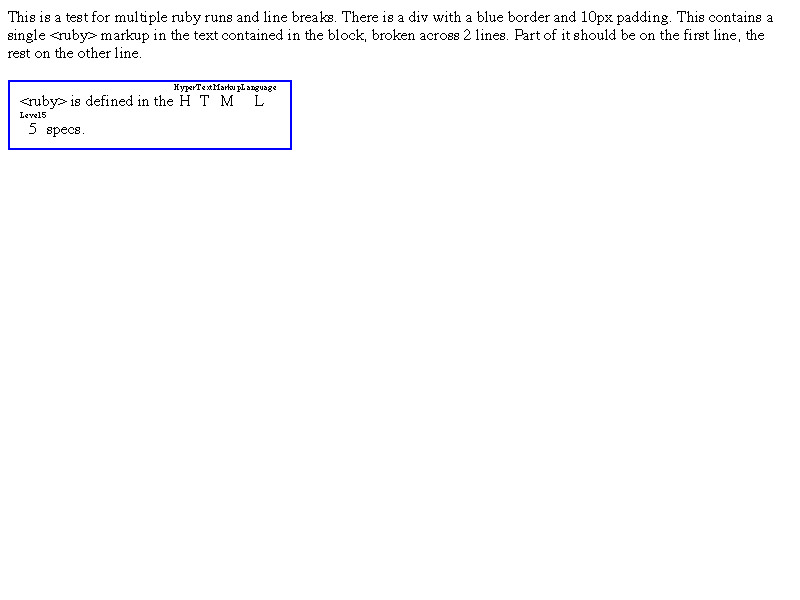 This is a test for multiple ruby runs and line breaks. There is a div with a blue border and 10px padding. This contains a
single <ruby> markup in the text contained in the block, broken across 2 lines. Part of it should be on the first line, the
rest on the other line.
HyperTextMarkupLanguage
<ruby> is defined in the H T M L
Level5
5 specs.